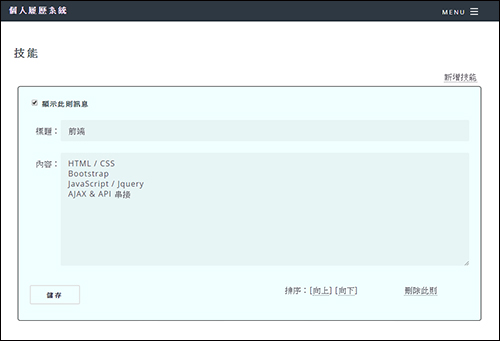 個人履歷系統
MENU
技能
新增技能
顯示此則訊息
標題： 前端
內容： HTML / CSS
Bootstrap
JavaScript / Jquery
AJAX & API 串接
儲存 排序：[向上] [向下] 刪除此則